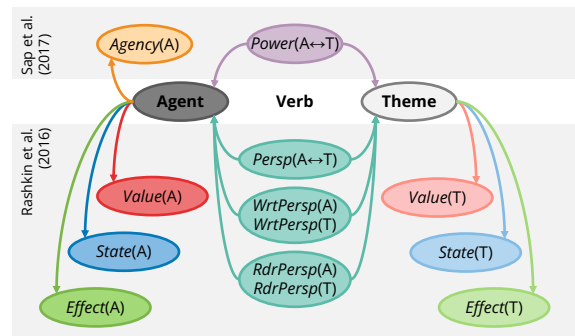 Sap et al.
(2017)
Agency(A)
Power(A↔T)
Agent
Verb
Theme
Rashkin et al.
(2016)
Persp(A↔T)
Value(A)
WrtPersp(A)
WrtPersp(T)
Value(T)
State(A)
State(T)
RdrPersp(A)
RdrPersp(T)
Effect(A)
Effect(T)